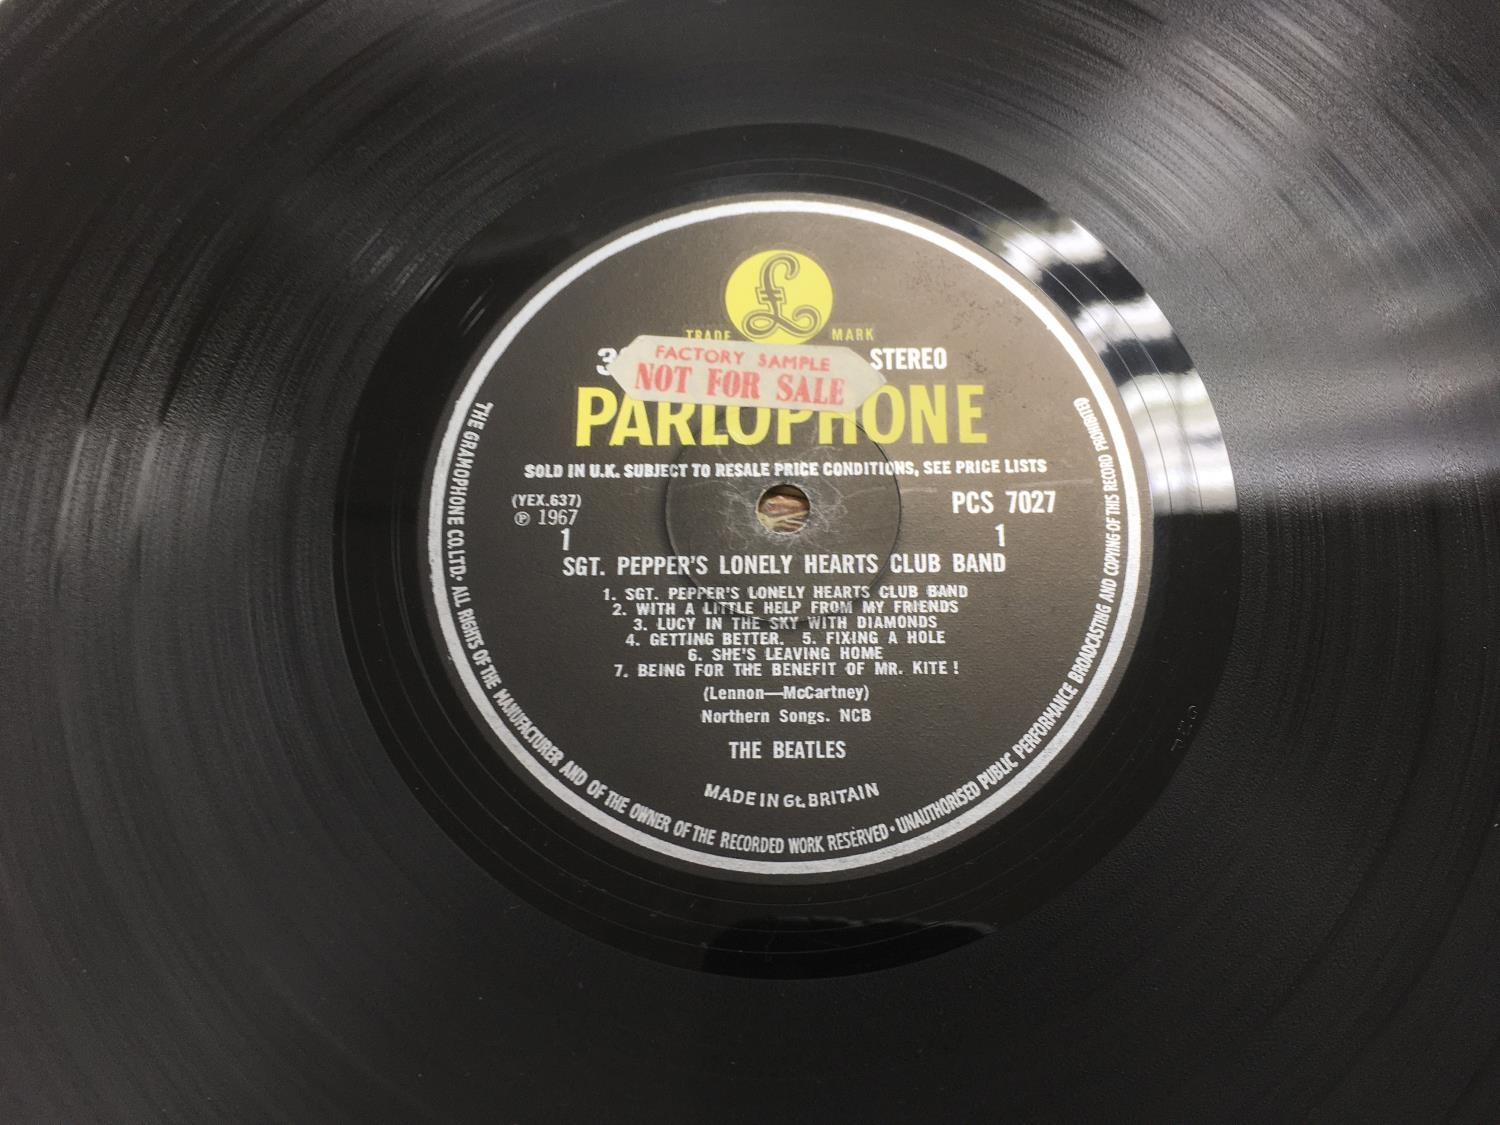 £
TRADE MARK
FACTORY SAMPLE
NOT FOR SALE
STEREO
PARLOPHONE
SOLD IN U.K. SUBJECT TO RESALE PRICE CONDITIONS, SEE PRICE LISTS
(YEX.637)
℗ 1967
PCS 7027
1 1
SGT. PEPPER'S LONELY HEARTS CLUB BAND
1. SGT. PEPPER'S LONELY HEARTS CLUB BAND
2. WITH A LITTLE HELP FROM MY FRIENDS
3. LUCY IN THE SKY WITH DIAMONDS
4. GETTING BETTER. 5. FIXING A HOLE
6. SHE'S LEAVING HOME
7. BEING FOR THE BENEFIT OF MR. KITE !
(Lennon—McCartney)
Northern Songs. NCB
THE BEATLES
MADE IN Gt. BRITAIN
THE GRAMOPHONE CO. LTD. ALL RIGHTS OF THE MANUFACTURER AND OF THE OWNER OF THE RECORDED WORK RESERVED · UNAUTHORISED PUBLIC PERFORMANCE BROADCASTING AND COPYING OF THIS RECORD PROHIBITED